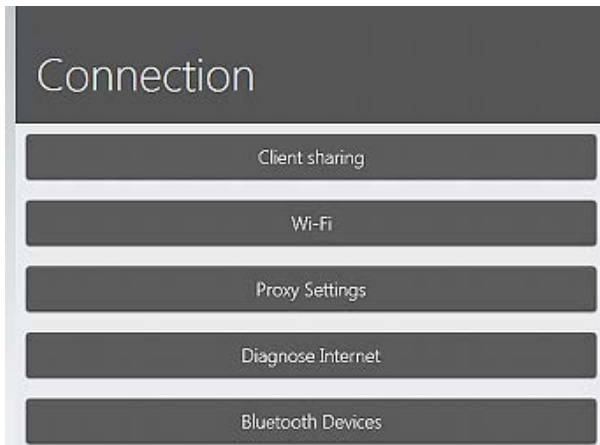 Connection
Client sharing
Wi-Fi
Proxy Settings
Diagnose Internet
Bluetooth Devices